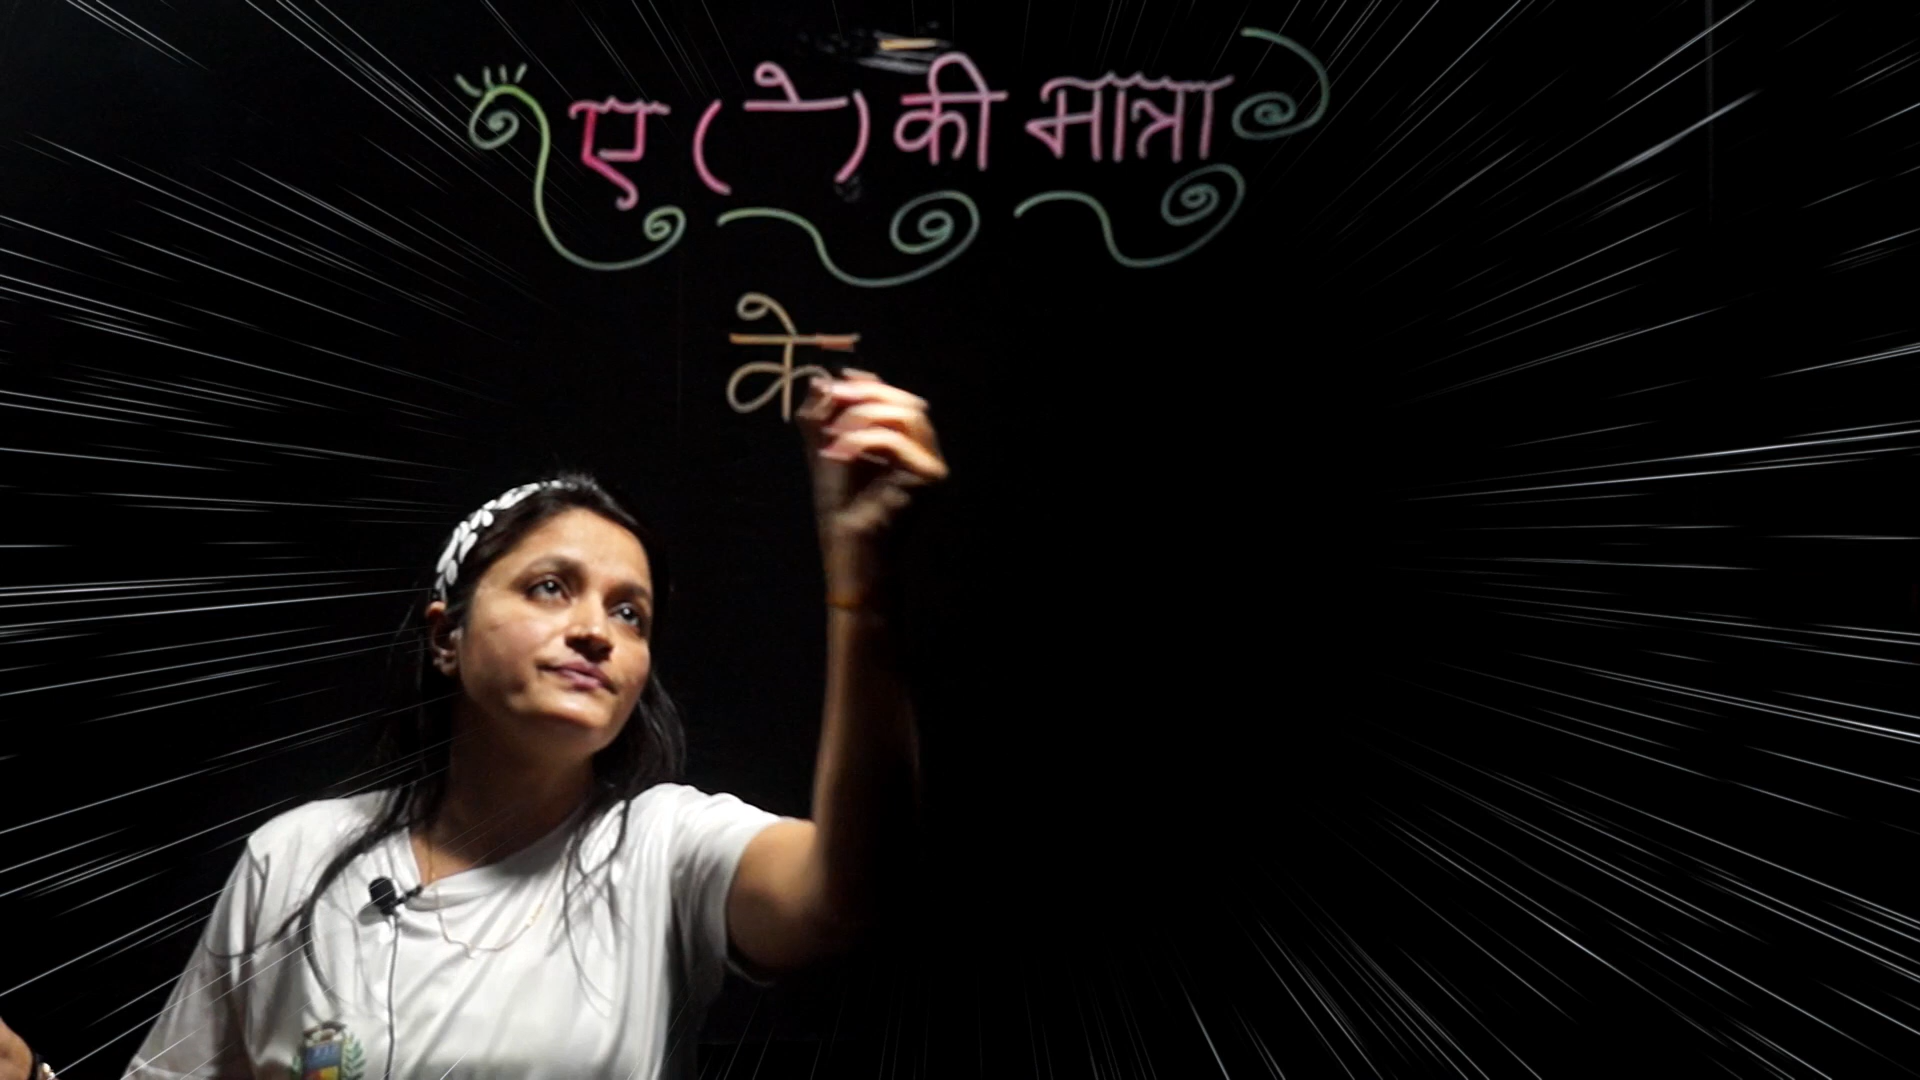 ए ( े ) की मात्रा
के